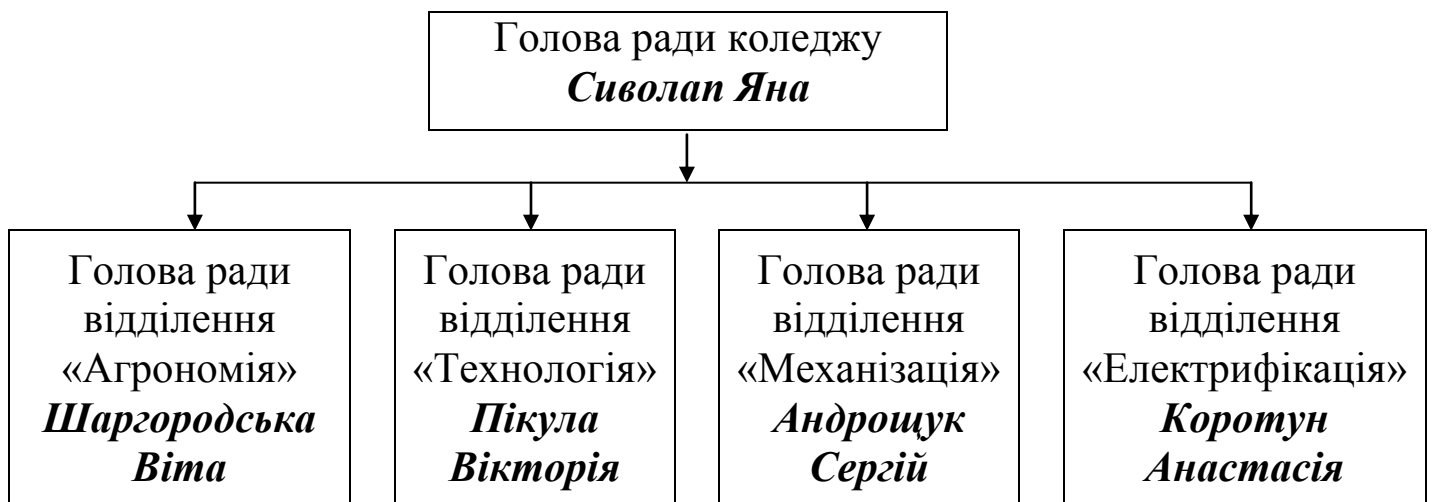 Голова ради коледжу
Сиволап Яна
Голова ради
відділення
«Агрономія»
Шаргородська
Віта
Голова ради
відділення
«Технологія»
Пікула
Вікторія
Голова ради
відділення
«Механізація»
Андрощук
Сергій
Голова ради
відділення
«Електрифікація»
Коротун
Анастасія